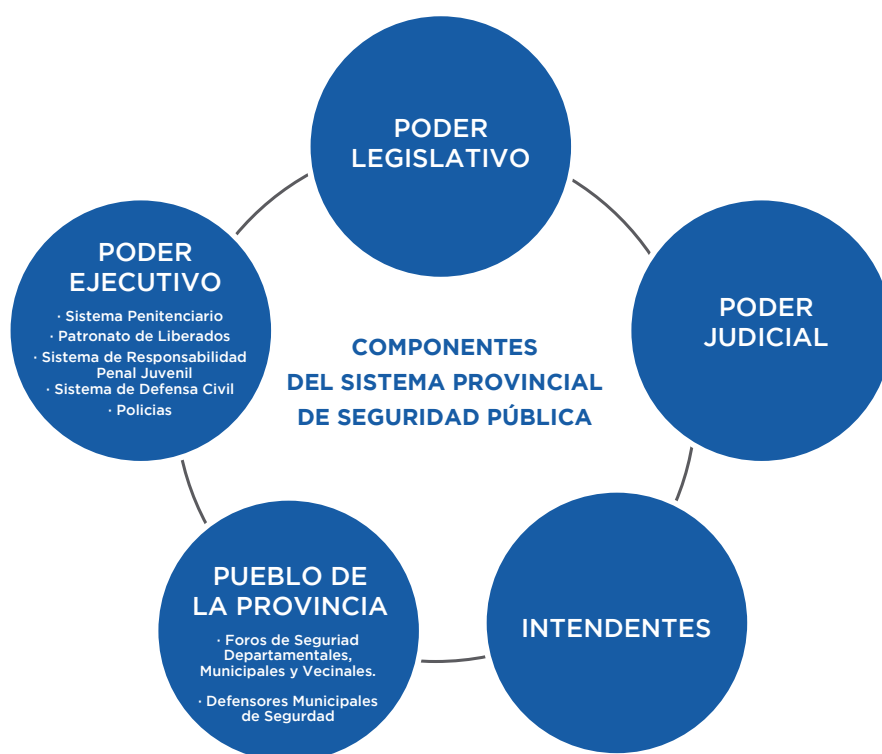 PODER
LEGISLATIVO
PODER
EJECUTIVO
· Sistema Penitenciario
· Patronato de Liberados
· Sistema de Responsabilidad
Penal Juvenil
· Sistema de Defensa Civil
· Policias
PODER
JUDICIAL
COMPONENTES
DEL SISTEMA PROVINCIAL
DE SEGURIDAD PÚBLICA
PUEBLO DE
LA PROVINCIA
· Foros de Seguriad
Departamentales,
Municipales y Vecinales.
· Defensores Municipales
de Segurdad
INTENDENTES